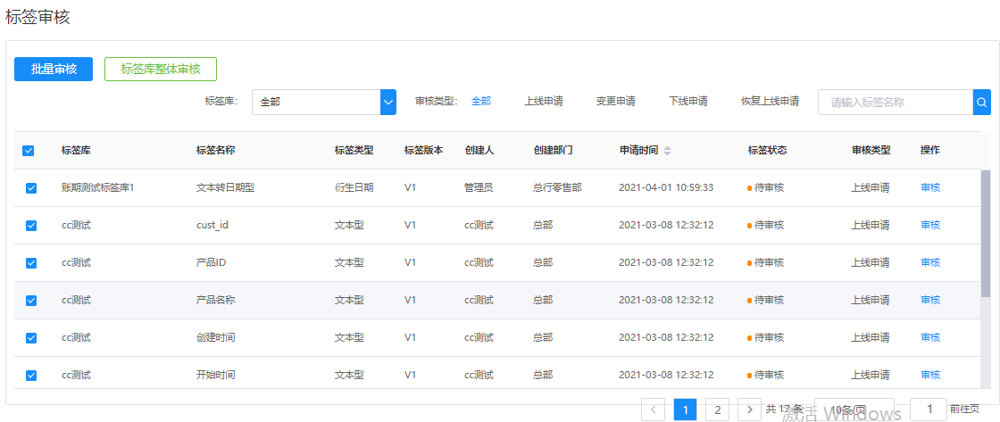 标签审核
批量审核 标签库整体审核
标签库: 全部 审核类型: 全部 上线申请 变更申请 下线申请 恢复上线申请 请输入标签名称
标签库 标签名称 标签类型 标签版本 创建人 创建部门 申请时间 标签状态 审核类型 操作
账期测试标签库1 文本转日期型 衍生日期 V1 管理员 总行零售部 2021-04-01 10:59:33 待审核 上线申请 审核
cc测试 cust_id 文本型 V1 cc测试 总部 2021-03-08 12:32:12 待审核 上线申请 审核
cc测试 产品ID 文本型 V1 cc测试 总部 2021-03-08 12:32:12 待审核 上线申请 审核
cc测试 产品名称 文本型 V1 cc测试 总部 2021-03-08 12:32:12 待审核 上线申请 审核
cc测试 创建时间 文本型 V1 cc测试 总部 2021-03-08 12:32:12 待审核 上线申请 审核
cc测试 开始时间 文本型 V1 cc测试 总部 2021-03-08 12:32:12 待审核 上线申请 审核
1 2 共 17 条 10条/页 1 前往页
激活 Windows